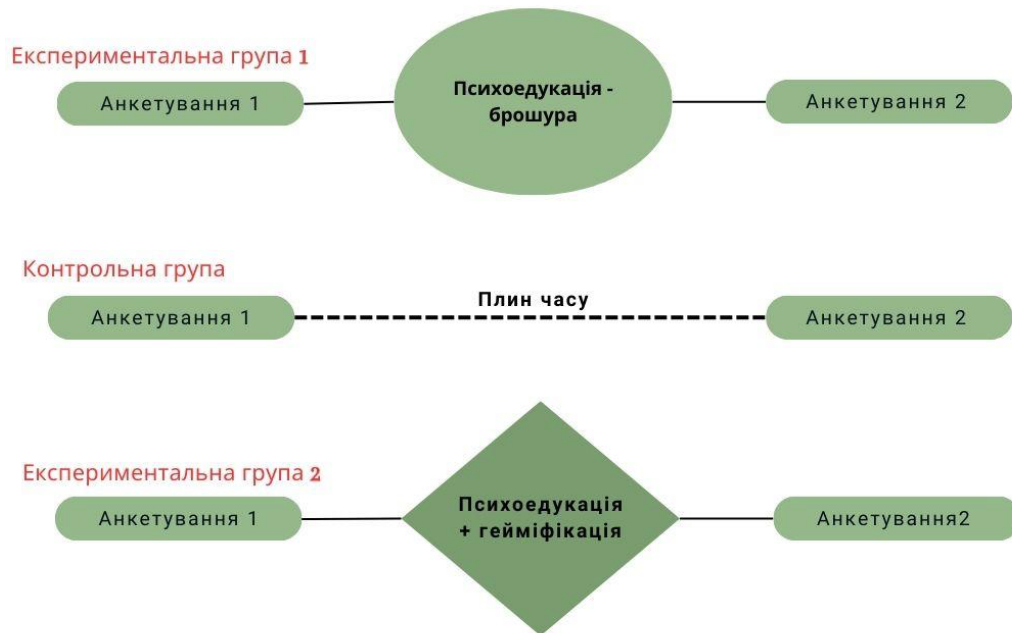 Експериментальна група 1
Анкетування 1
Психоедукація -
брошура
Анкетування 2
Контрольна група
Анкетування 1
Плин часу
Анкетування 2
Експериментальна група 2
Анкетування 1
Психоедукація
+ гейміфікація
Анкетування2